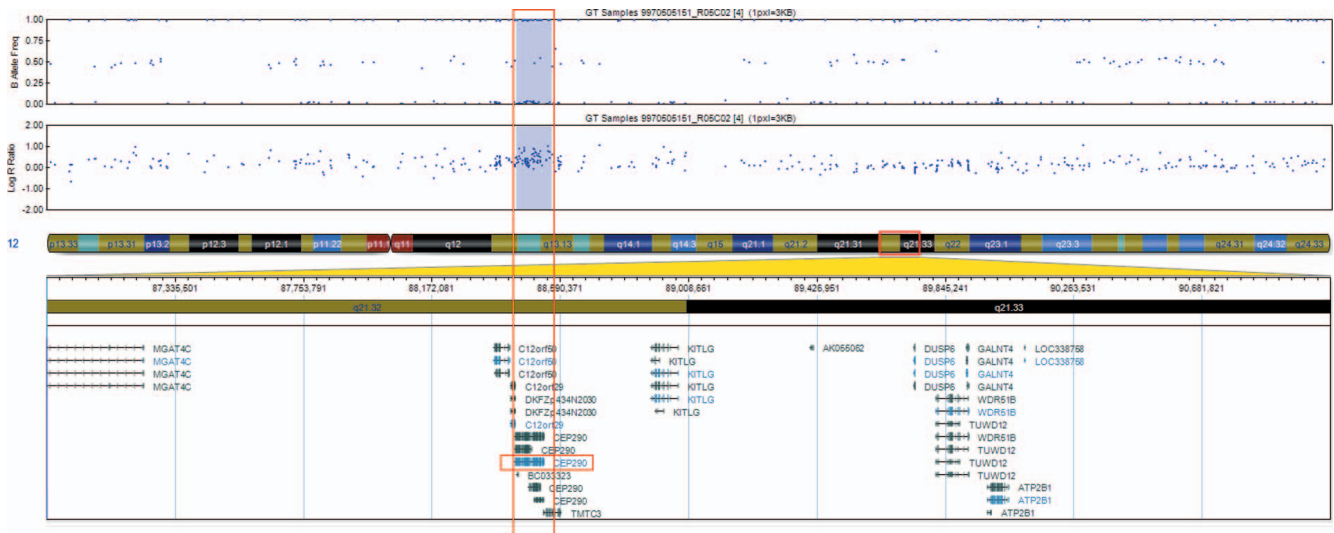 GT Samples 9970505151_R05C02 [4] (1pxl=3KB)
B Allele Freq
1.00
0.75
0.50
0.25
0.00
GT Samples 9970505151_R05C02 [4] (1pxl=3KB)
Log R Ratio
2.00
1.00
0.00
-1.00
-2.00
12 p13.33 p13.31 p13.2 p12.3 p12.1 p11.22 p11.1 q11 q12 q13.13 q14.1 q14.3 q15 q21.1 q21.2 q21.31 q21.33 q22 q23.1 q23.3 q24.31 q24.32 q24.33
87,335,501 87,753,791 88,172,081 88,590,371 89,008,661 89,426,951 89,845,241 90,263,531 90,681,821
q21.32 q21.33
MGAT4C C12orf50 KITLG AK055062 DUSP6 GALNT4 LOC338758
MGAT4C C12orf50 KITLG DUSP6 GALNT4 LOC338758
MGAT4C C12orf50 KITLG DUSP6 GALNT4
MGAT4C C12orf29 KITLG DUSP6 GALNT4
DKFZp434N2030 KITLG WDR51B
DKFZp434N2030 KITLG WDR51B
C12orf29 TUWD12
CEP290 WDR51B
CEP290 TUWD12
CEP290 TUWD12
BC033323 TUWD12
CEP290 ATP2B1
CEP290 ATP2B1
TMTC3 ATP2B1